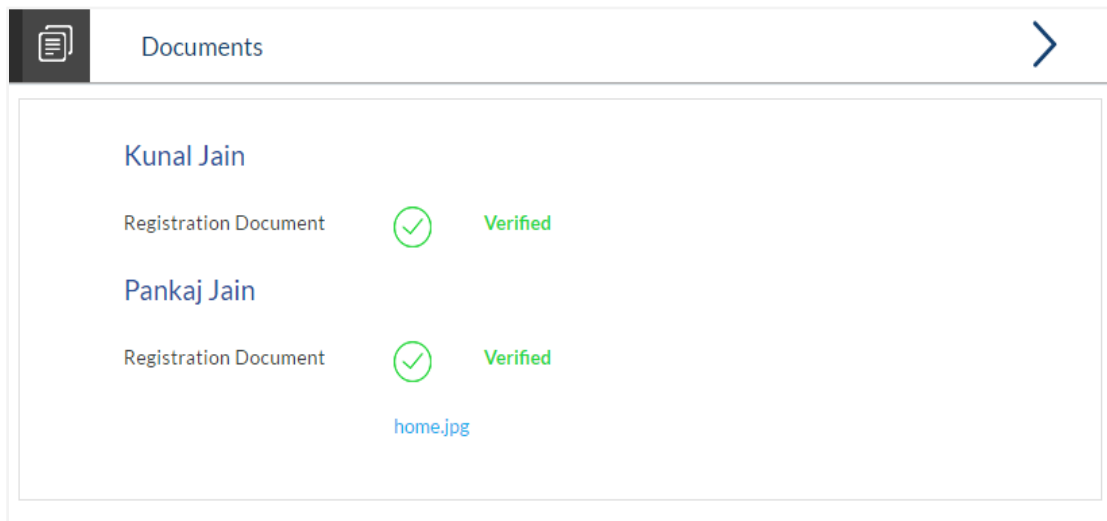 Documents
Kunal Jain
Registration Document Verified
Pankaj Jain
Registration Document Verified
home.jpg